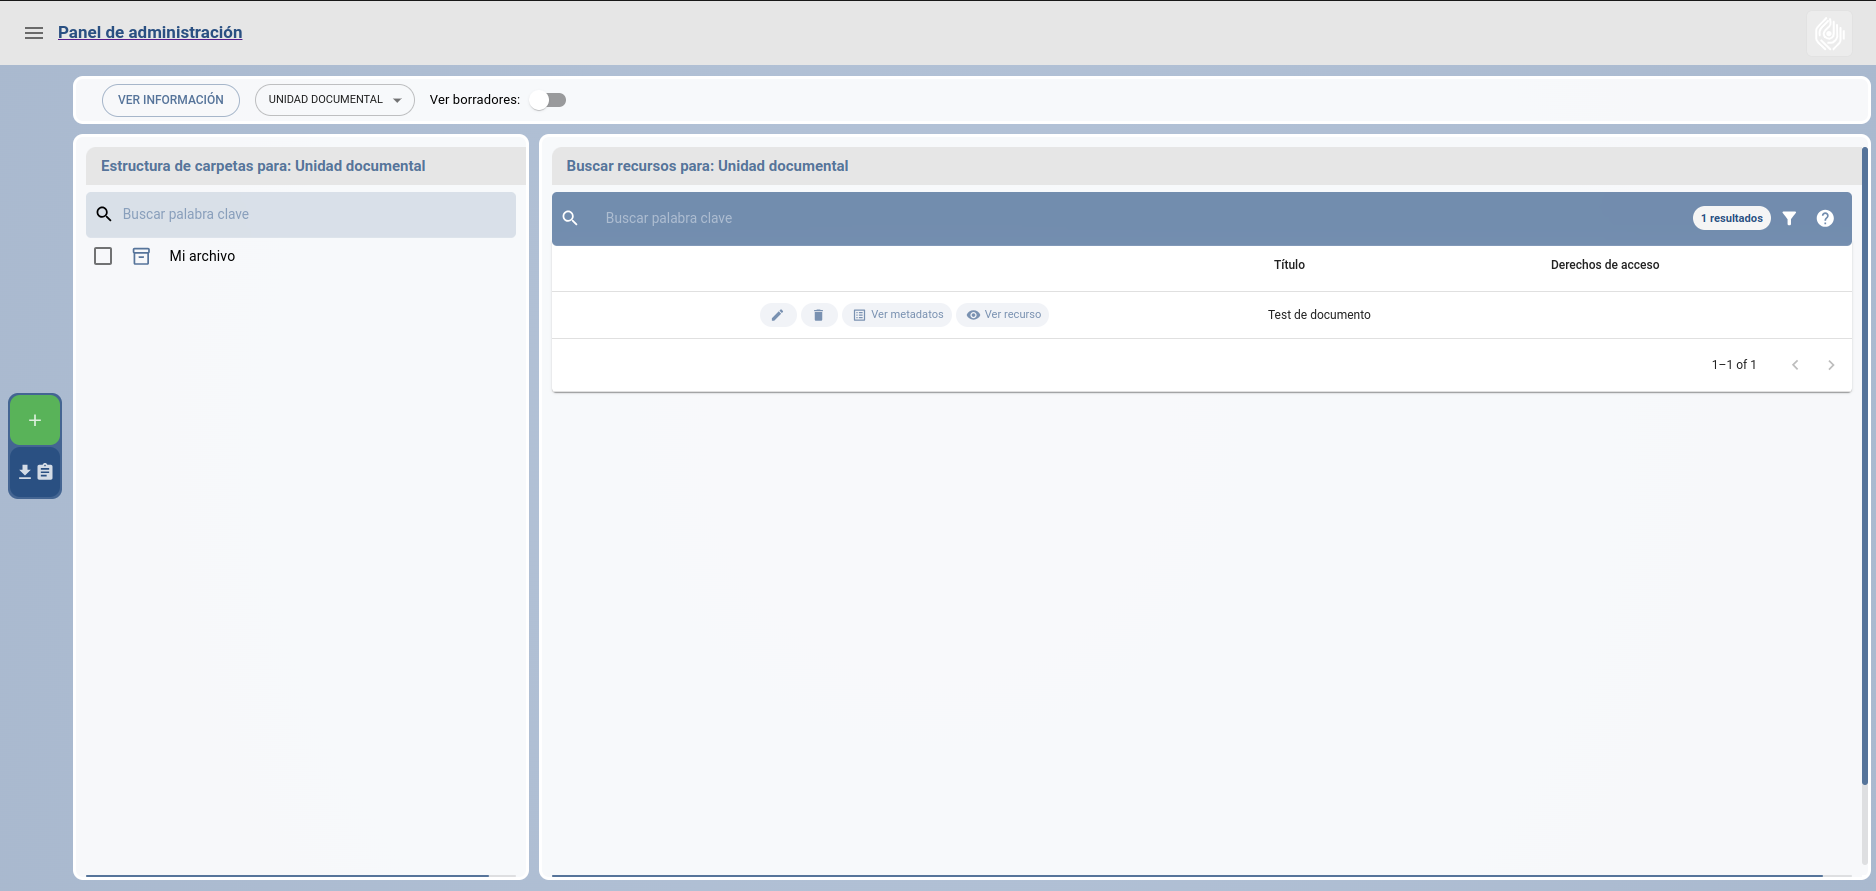 Panel de administración
VER INFORMACIÓN
UNIDAD DOCUMENTAL
Ver borradores:
Estructura de carpetas para: Unidad documental
Buscar palabra clave
Mi archivo
Buscar recursos para: Unidad documental
Buscar palabra clave
1 resultados
Título
Derechos de acceso
Ver metadatos
Ver recurso
Test de documento
1–1 of 1